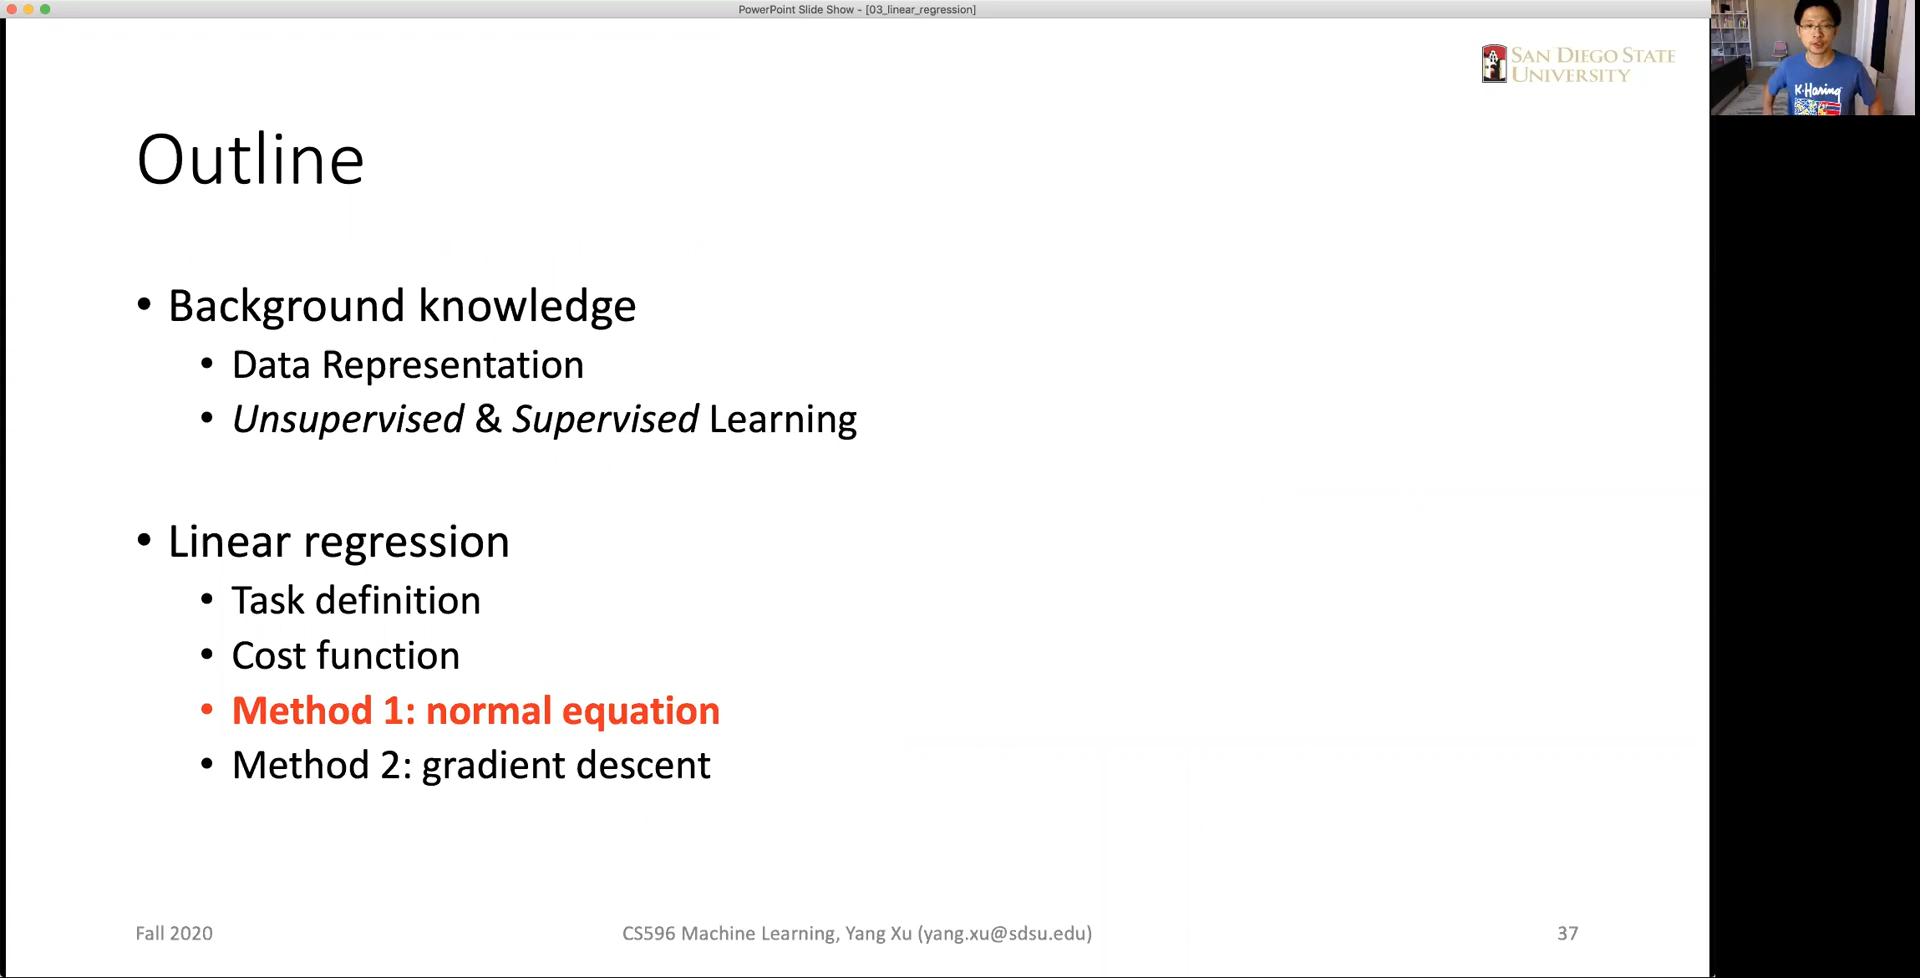 PowerPoint Slide Show - [03_linear_regression]
SAN DIEGO STATE
UNIVERSITY
K.Haring
Outline
• Background knowledge
• Data Representation
• Unsupervised & Supervised Learning
• Linear regression
• Task definition
• Cost function
• Method 1: normal equation
• Method 2: gradient descent
Fall 2020
CS596 Machine Learning, Yang Xu (yang.xu@sdsu.edu)
37